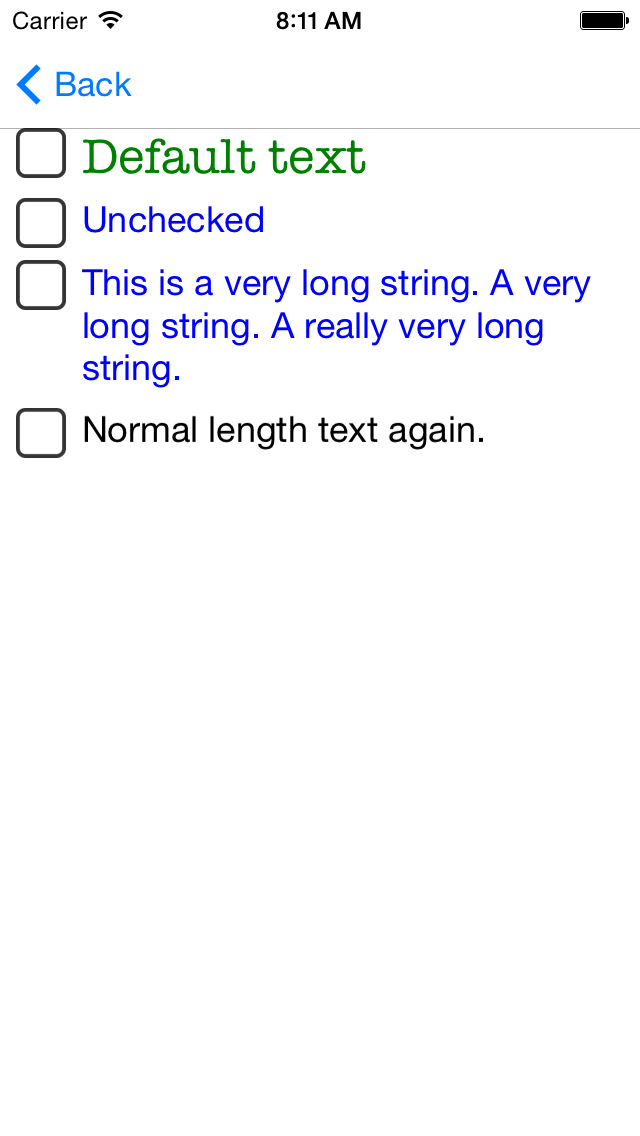 Carrier 8:11 AM
Back
Default text
Unchecked
This is a very long string. A very
long string. A really very long
string.
Normal length text again.